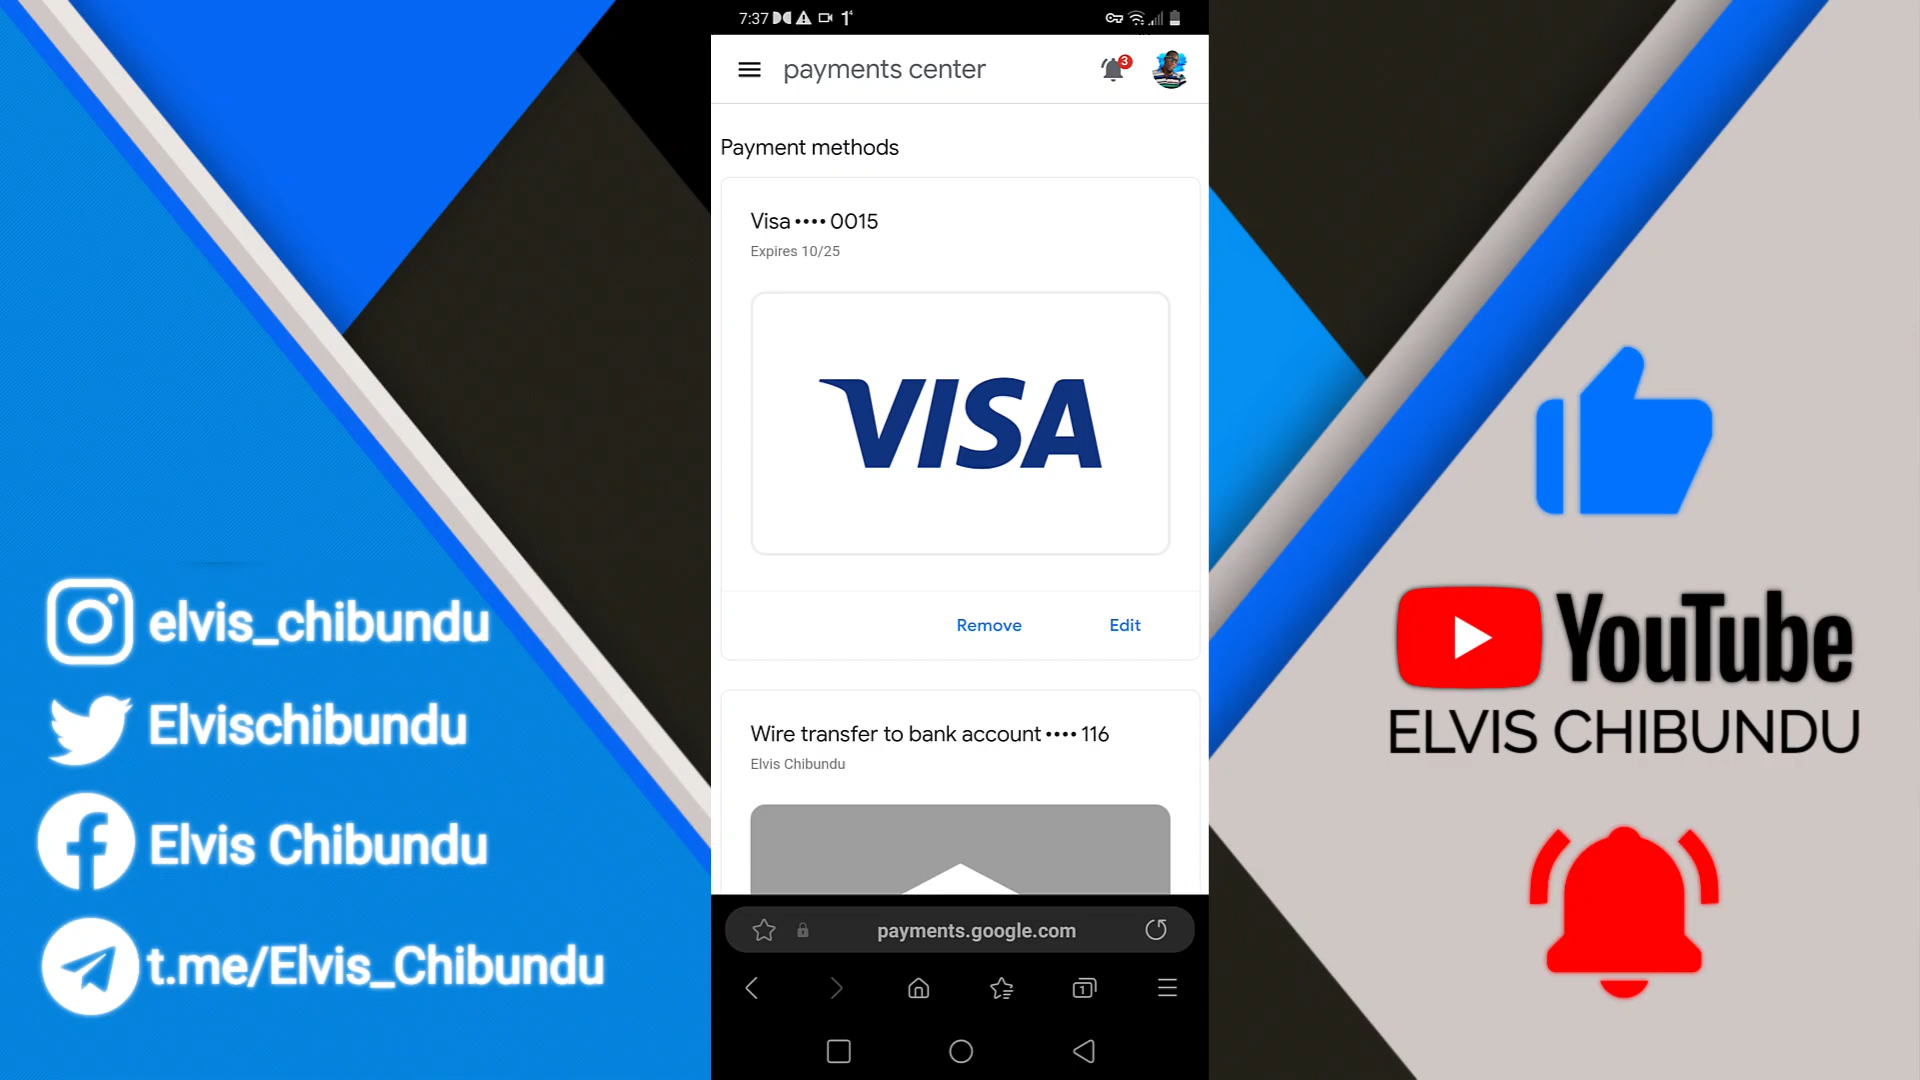 7:37
payments center
3
Payment methods
Visa •••• 0015
Expires 10/25
VISA
Remove
Edit
Wire transfer to bank account •••• 116
Elvis Chibundu
payments.google.com
1
elvis_chibundu
Elvischibundu
Elvis Chibundu
t.me/Elvis_Chibundu
YouTube
ELVIS CHIBUNDU